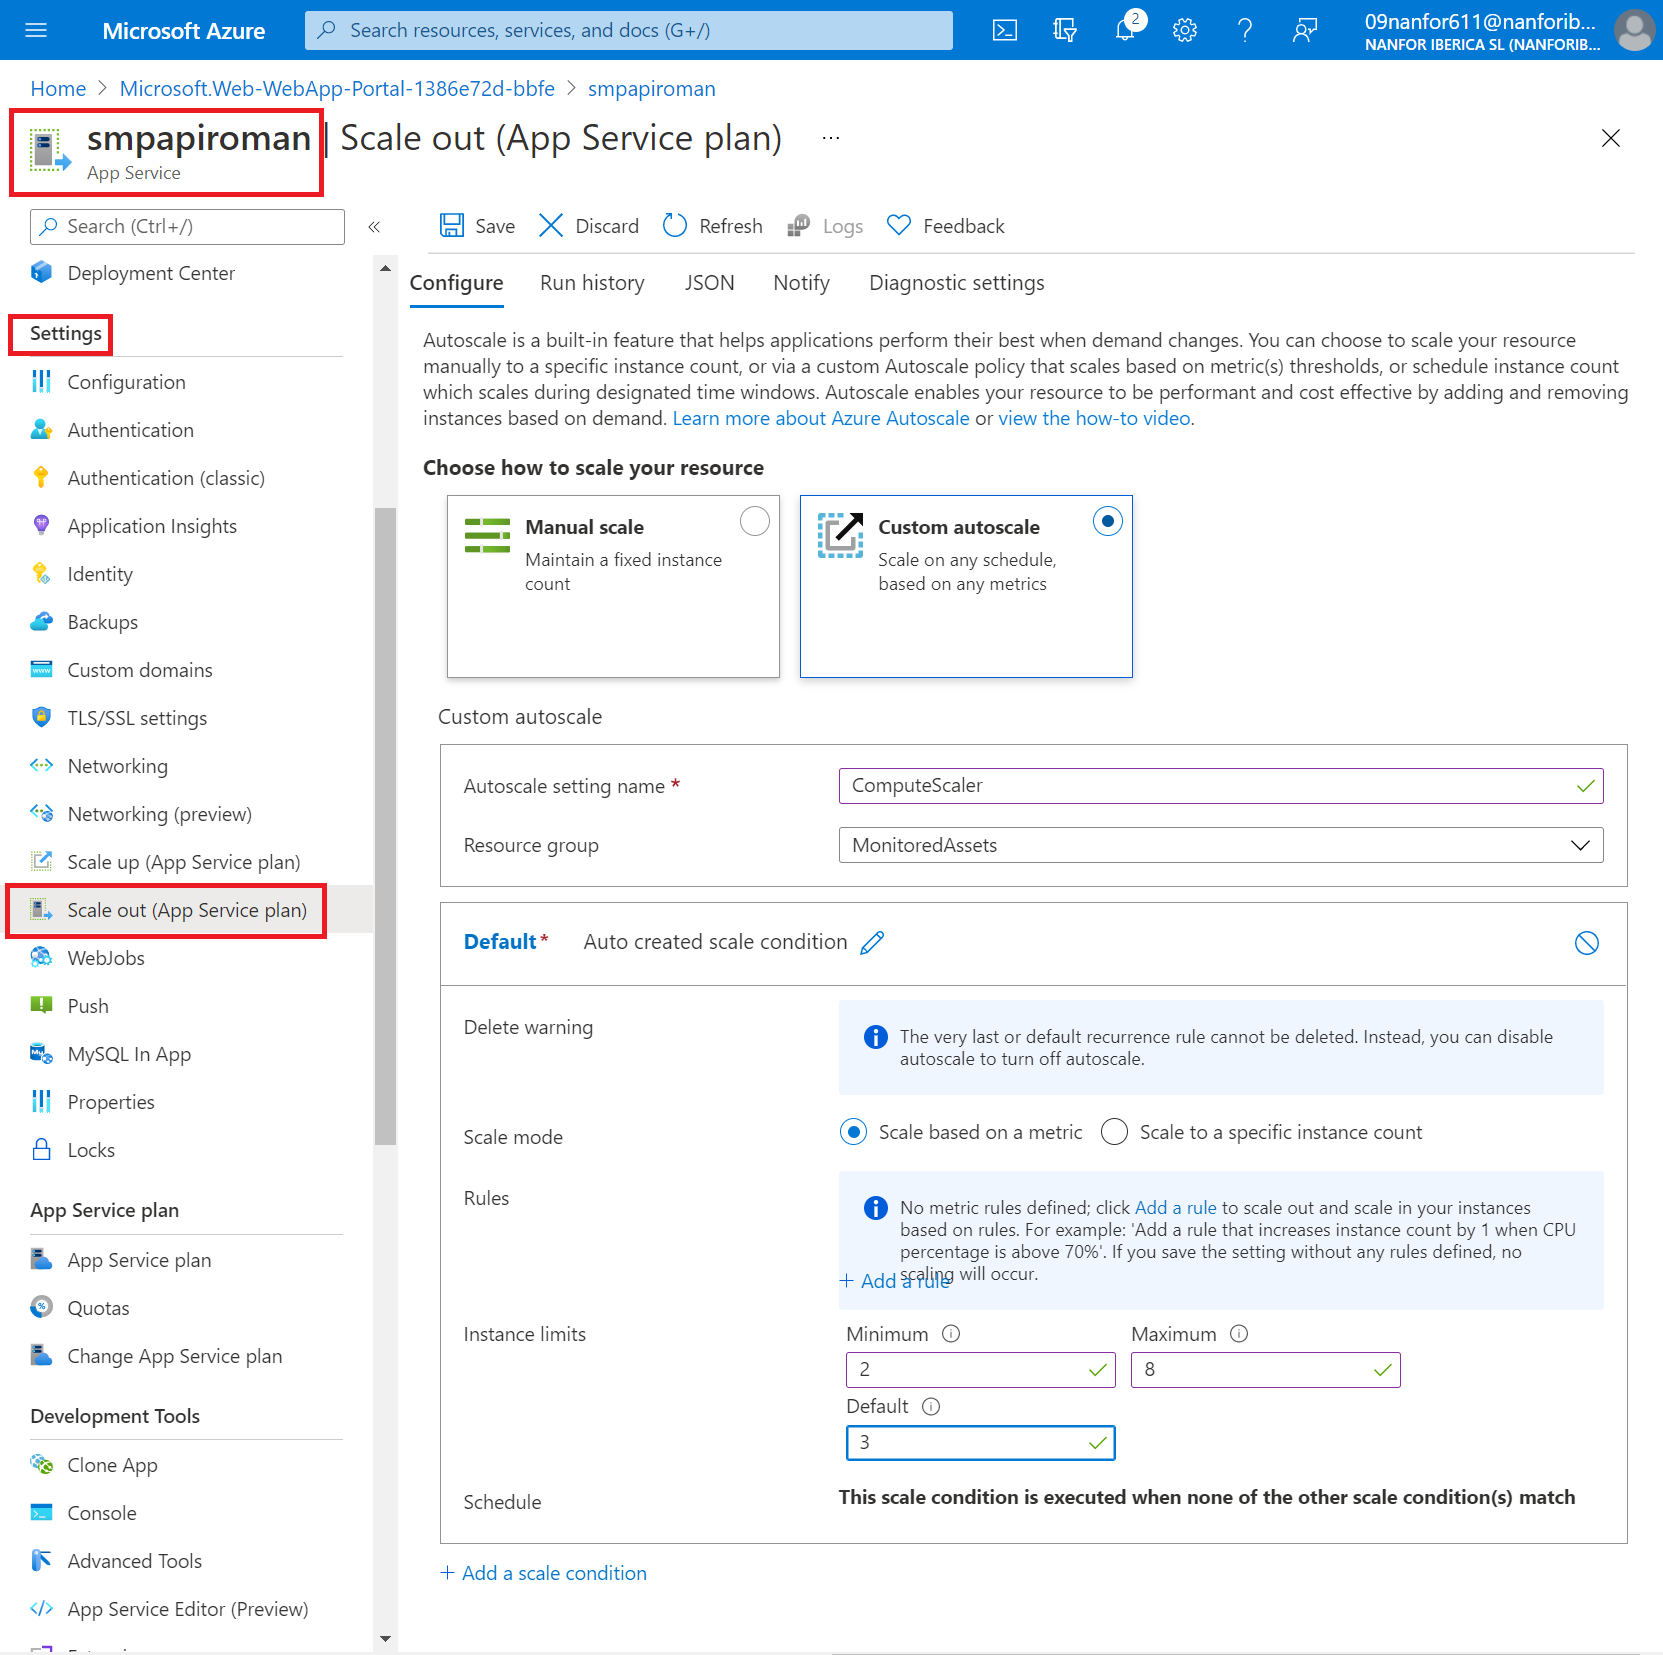 Microsoft Azure
Search resources, services, and docs (G+/)
2
09nanfor611@nanforib...
NANFOR IBERICA SL (NANFORIB...
Home > Microsoft.Web-WebApp-Portal-1386e72d-bbfe > smpapiroman
smpapiroman | Scale out (App Service plan) ...
App Service
Search (Ctrl+/)
«
Save
Discard
Refresh
Logs
Feedback
Deployment Center
Settings
Configuration
Authentication
Authentication (classic)
Application Insights
Identity
Backups
Custom domains
TLS/SSL settings
Networking
Networking (preview)
Scale up (App Service plan)
Scale out (App Service plan)
WebJobs
Push
MySQL In App
Properties
Locks
App Service plan
App Service plan
Quotas
Change App Service plan
Development Tools
Clone App
Console
Advanced Tools
App Service Editor (Preview)
Configure
Run history
JSON
Notify
Diagnostic settings
Autoscale is a built-in feature that helps applications perform their best when demand changes. You can choose to scale your resource
manually to a specific instance count, or via a custom Autoscale policy that scales based on metric(s) thresholds, or schedule instance count
which scales during designated time windows. Autoscale enables your resource to be performant and cost effective by adding and removing
instances based on demand. Learn more about Azure Autoscale or view the how-to video.
Choose how to scale your resource
Manual scale
Maintain a fixed instance
count
Custom autoscale
Scale on any schedule,
based on any metrics
Custom autoscale
Autoscale setting name *
ComputeScaler
Resource group
MonitoredAssets
Default* Auto created scale condition
Delete warning
The very last or default recurrence rule cannot be deleted. Instead, you can disable
autoscale to turn off autoscale.
Scale mode
Scale based on a metric
Scale to a specific instance count
Rules
No metric rules defined; click Add a rule to scale out and scale in your instances
based on rules. For example: 'Add a rule that increases instance count by 1 when CPU
percentage is above 70%'. If you save the setting without any rules defined, no
scaling will occur.
+ Add a rule
Instance limits
Minimum
2
Maximum
8
Default
3
Schedule
This scale condition is executed when none of the other scale condition(s) match
+ Add a scale condition